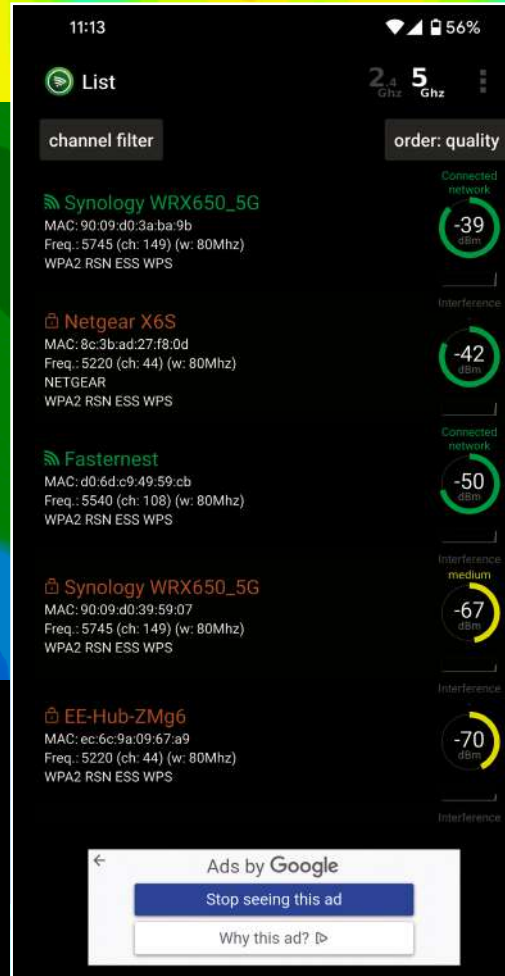 11:13
56%
List
2.4 Ghz
5 Ghz
channel filter
order: quality
Synology WRX650_5G
MAC: 90:09:d0:3a:ba:9b
Freq.: 5745 (ch: 149) (w: 80Mhz)
WPA2 RSN ESS WPS
Connected
network
-39
dBm
Interference
Netgear X6S
MAC: 8c:3b:ad:27:f8:0d
Freq.: 5220 (ch: 44) (w: 80Mhz)
NETGEAR
WPA2 RSN ESS WPS
-42
dBm
Fasternest
MAC: d0:6d:c9:49:59:cb
Freq.: 5540 (ch: 108) (w: 80Mhz)
WPA2 RSN ESS WPS
Connected
network
-50
dBm
Interference
Synology WRX650_5G
MAC: 90:09:d0:39:59:07
Freq.: 5745 (ch: 149) (w: 80Mhz)
WPA2 RSN ESS WPS
medium
-67
dBm
Interference
EE-Hub-ZMg6
MAC: ec:6c:9a:09:67:a9
Freq.: 5220 (ch: 44) (w: 80Mhz)
WPA2 RSN ESS WPS
-70
dBm
Interference
Ads by Google
Stop seeing this ad
Why this ad?